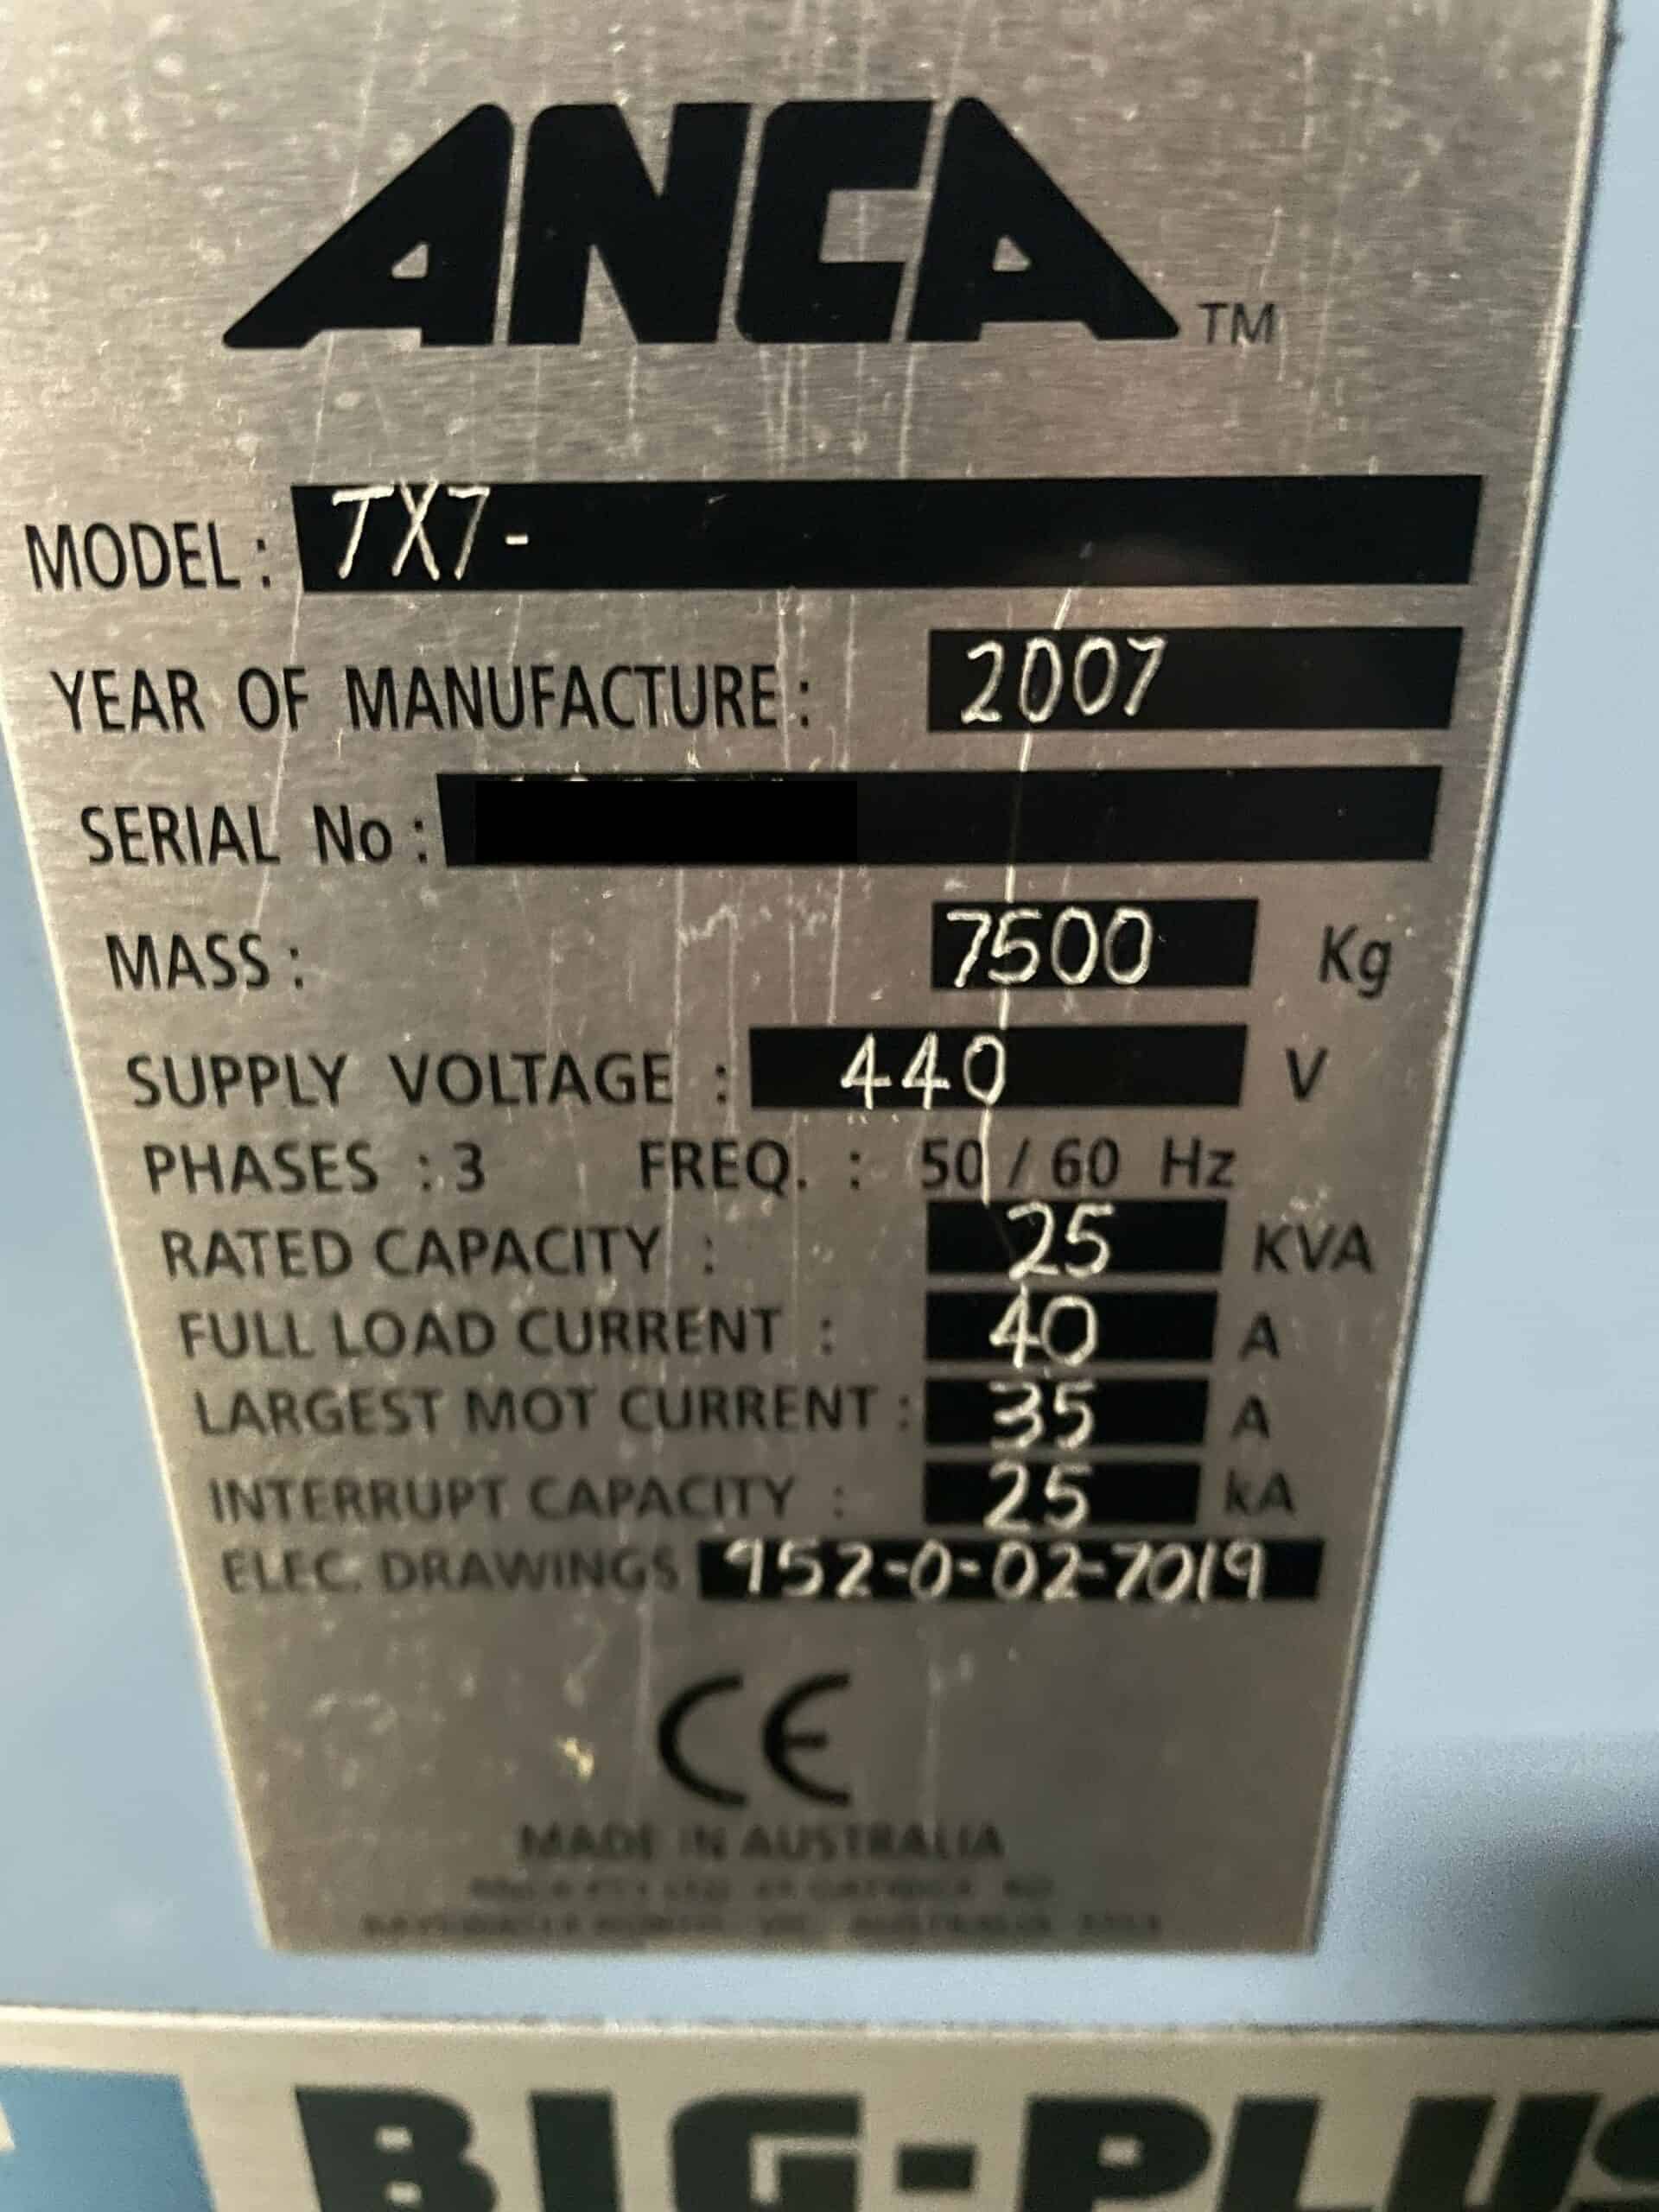 ANCA TM
MODEL: TX7-
YEAR OF MANUFACTURE: 2007
SERIAL No:
MASS: 7500 Kg
SUPPLY VOLTAGE : 440 V
PHASES : 3 FREQ. : 50 / 60 Hz
RATED CAPACITY : 25 KVA
FULL LOAD CURRENT : 40 A
LARGEST MOT CURRENT : 35 A
INTERRUPT CAPACITY : 25 kA
ELEC. DRAWINGS 952-0-02-7019
CE
MADE IN AUSTRALIA
AUSTRALIA
BIG-PLUS